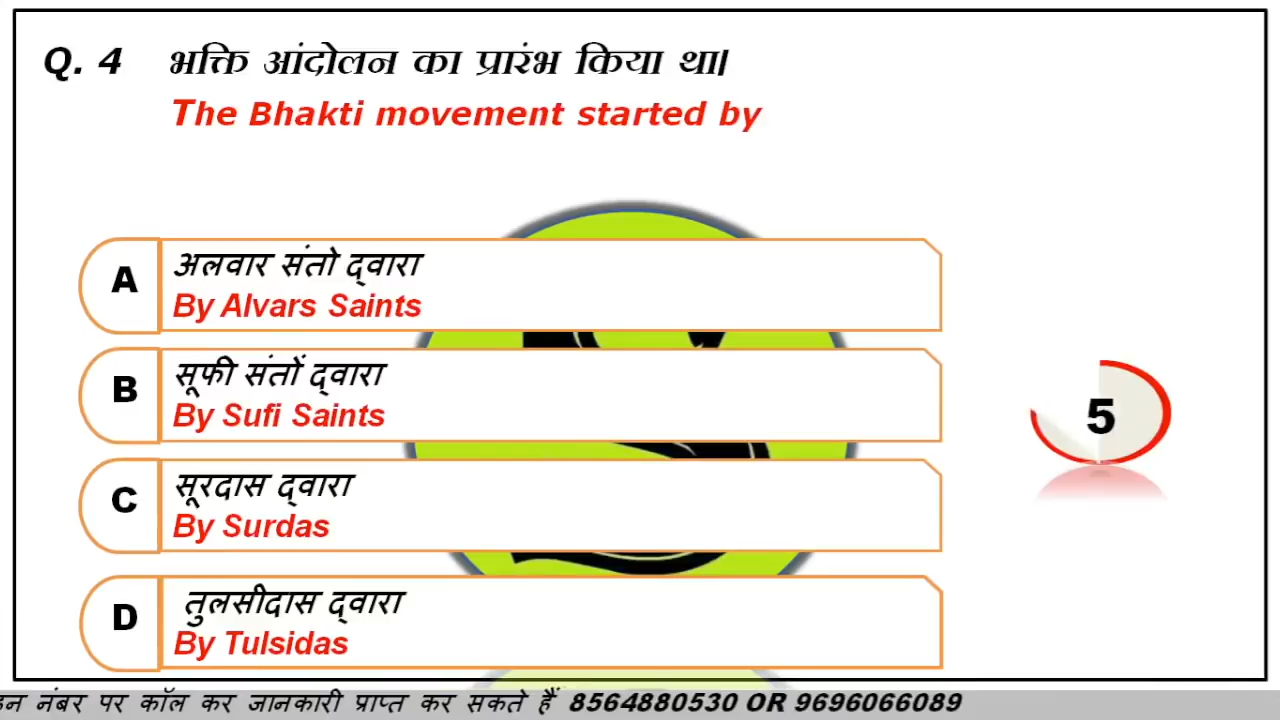 Q. 4 भक्ति आंदोलन का प्रारंभ किया था।
The Bhakti movement started by
A अलवार संतो द्वारा
By Alvars Saints
B सूफी संतों द्वारा
By Sufi Saints
5
C सूरदास द्वारा
By Surdas
D तुलसीदास द्वारा
By Tulsidas
नंबर पर कॉल कर जानकारी प्राप्त कर सकते हैं 8564880530 OR 9696066089